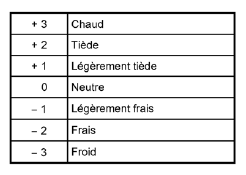 + 3 Chaud
+ 2 Tiède
+ 1 Légèrement tiède
0 Neutre
– 1 Légèrement frais
– 2 Frais
– 3 Froid